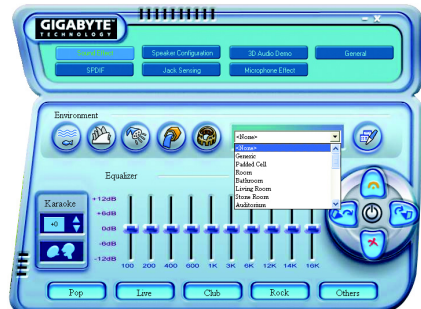 GIGABYTE
TECHNOLOGY
Sound Effect
Speaker Configuration
3D Audio Demo
General
SPDIF
Jack Sensing
Microphone Effect
Environment
<None>
<None>
Generic
Padded Cell
Room
Bathroom
Living Room
Stone Room
Auditorium
Equalizer
Karaoke
+0
+12dB
+6dB
0dB
-6dB
-12dB
100 200 400 600 1K 3K 6K 12K 14K 16K
Pop
Live
Club
Rock
Others